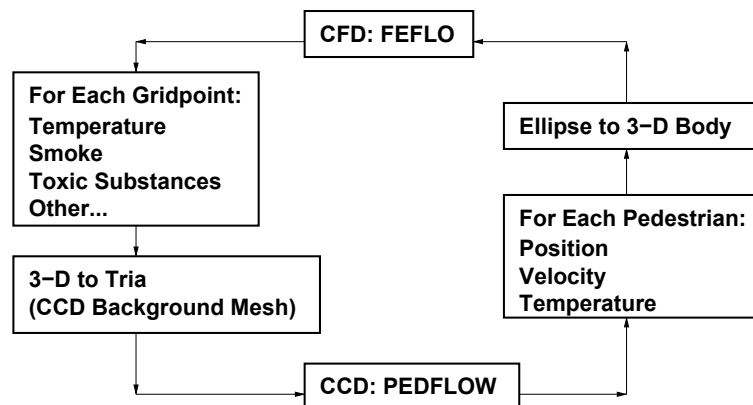 CFD: FEFLO
For Each Gridpoint:
Temperature
Smoke
Toxic Substances
Other...
3−D to Tria
(CCD Background Mesh)
CCD: PEDFLOW
Ellipse to 3−D Body
For Each Pedestrian:
Position
Velocity
Temperature